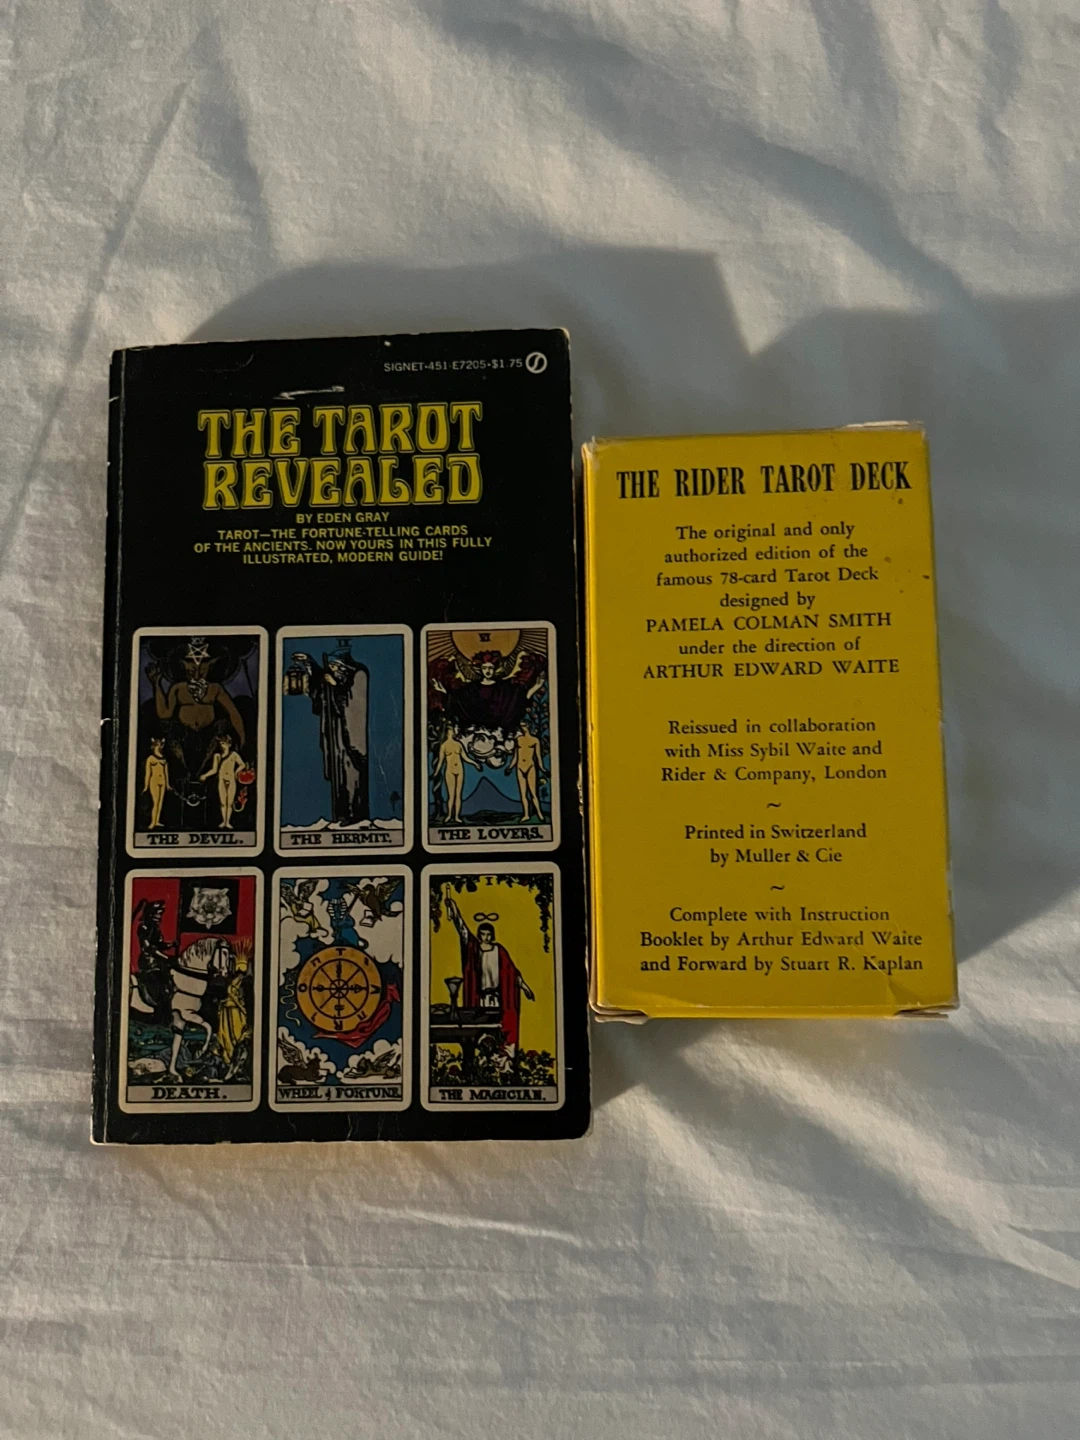 SIGNET•451-E7205•$1.75
THE TAROT
REVEALED
BY EDEN GRAY
TAROT—THE FORTUNE-TELLING CARDS
OF THE ANCIENTS. NOW YOURS IN THIS FULLY
ILLUSTRATED, MODERN GUIDE!
XV
THE DEVIL.
IX
THE HERMIT.
VI
THE LOVERS.
DEATH.
WHEEL of FORTUNE
I
THE MAGICIAN.
THE RIDER TAROT DECK
The original and only
authorized edition of the
famous 78-card Tarot Deck
designed by
PAMELA COLMAN SMITH
under the direction of
ARTHUR EDWARD WAITE
Reissued in collaboration
with Miss Sybil Waite and
Rider & Company, London
~
Printed in Switzerland
by Muller & Cie
~
Complete with Instruction
Booklet by Arthur Edward Waite
and Forward by Stuart R. Kaplan